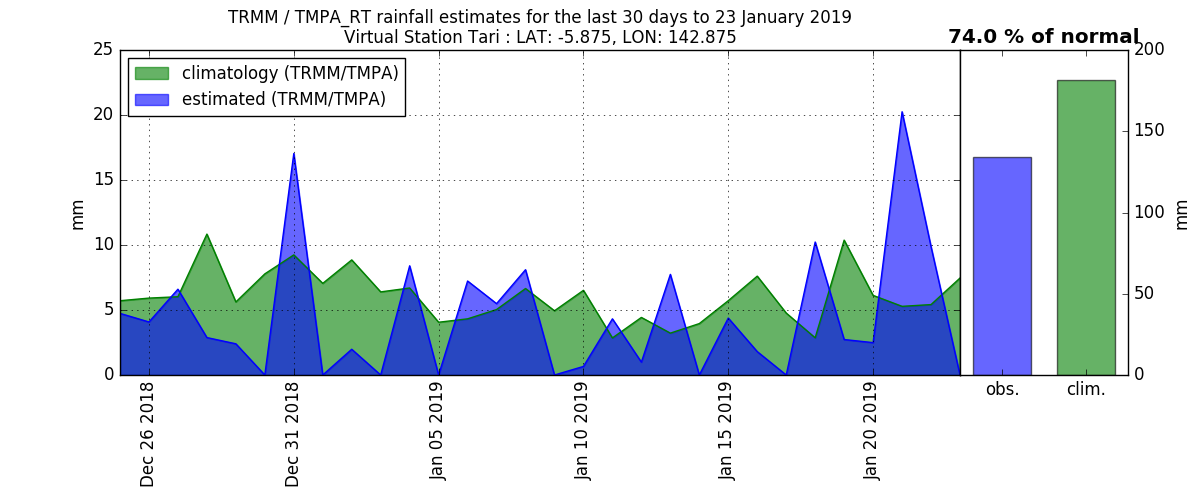 TRMM / TMPA_RT rainfall estimates for the last 30 days to 23 January 2019
Virtual Station Tari : LAT: -5.875, LON: 142.875
74.0 % of normal
climatology (TRMM/TMPA)
estimated (TRMM/TMPA)
25
20
15
10
5
0
mm
Dec 26 2018
Dec 31 2018
Jan 05 2019
Jan 10 2019
Jan 15 2019
Jan 20 2019
obs.
clim.
200
150
100
50
0
mm